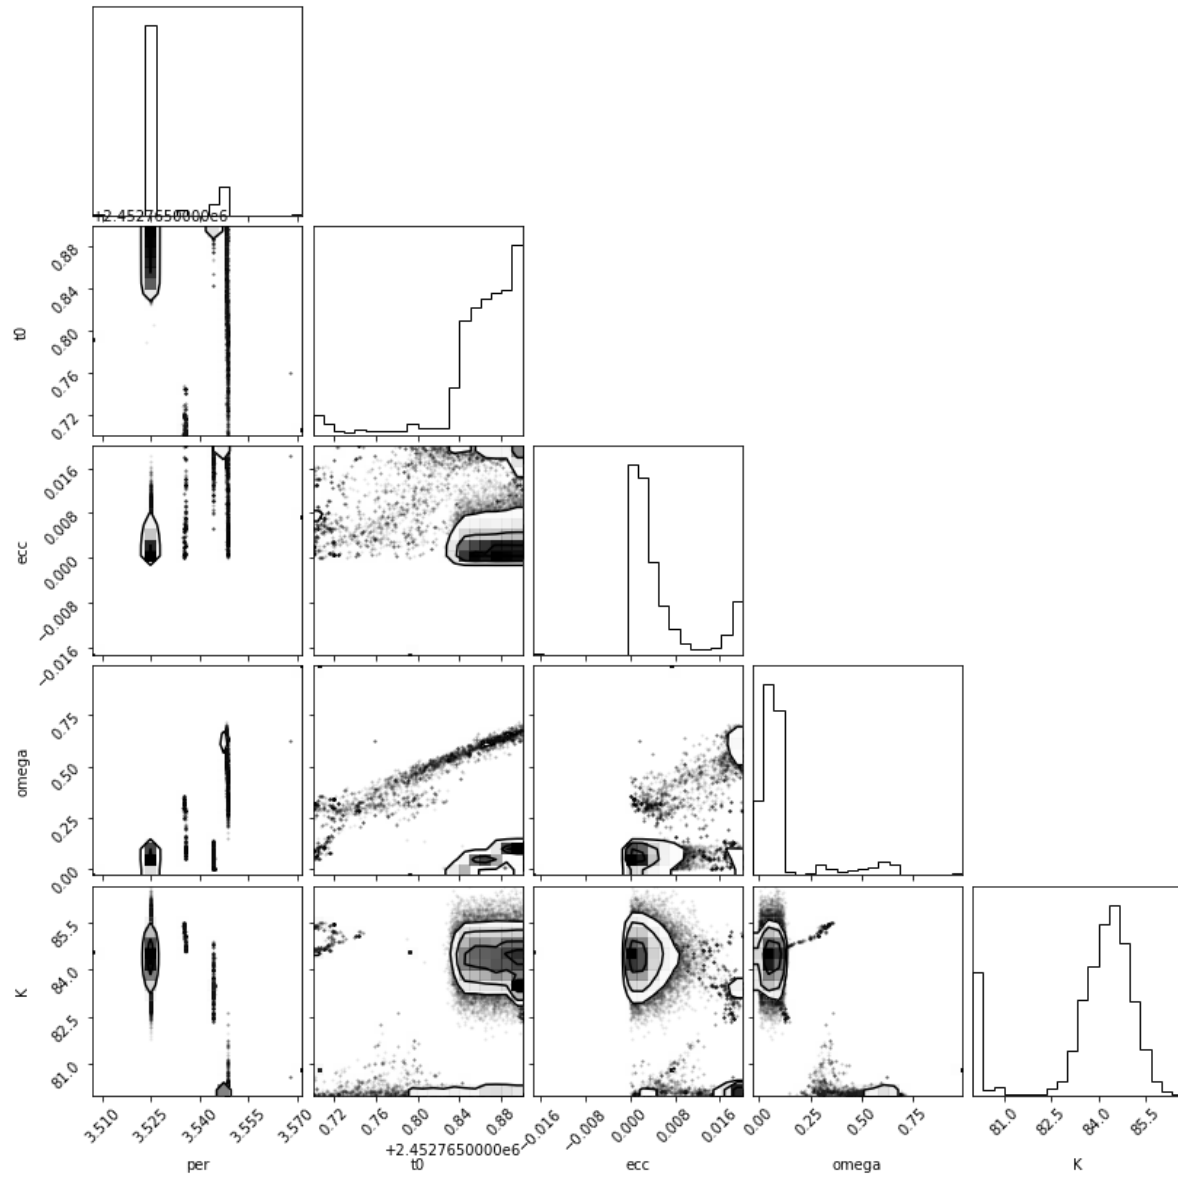 +2.4527650000e6
0.88
0.84
0.80
0.76
0.72
t0
0.016
0.008
0.000
−0.008
−0.016
ecc
0.75
0.50
0.25
0.00
omega
85.5
84.0
82.5
81.0
K
3.510 3.525 3.540 3.555 3.570
per
0.72 0.76 0.80 0.84 0.88
+2.4527650000e6
t0
−0.016 −0.008 0.000 0.008 0.016
ecc
0.00 0.25 0.50 0.75
omega
81.0 82.5 84.0 85.5
K